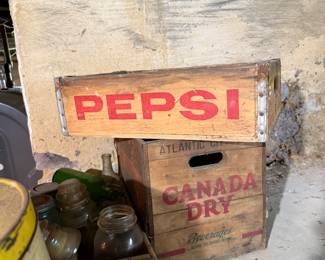 PEPSI
ATLANTIC
CANADA
DRY
Beverages